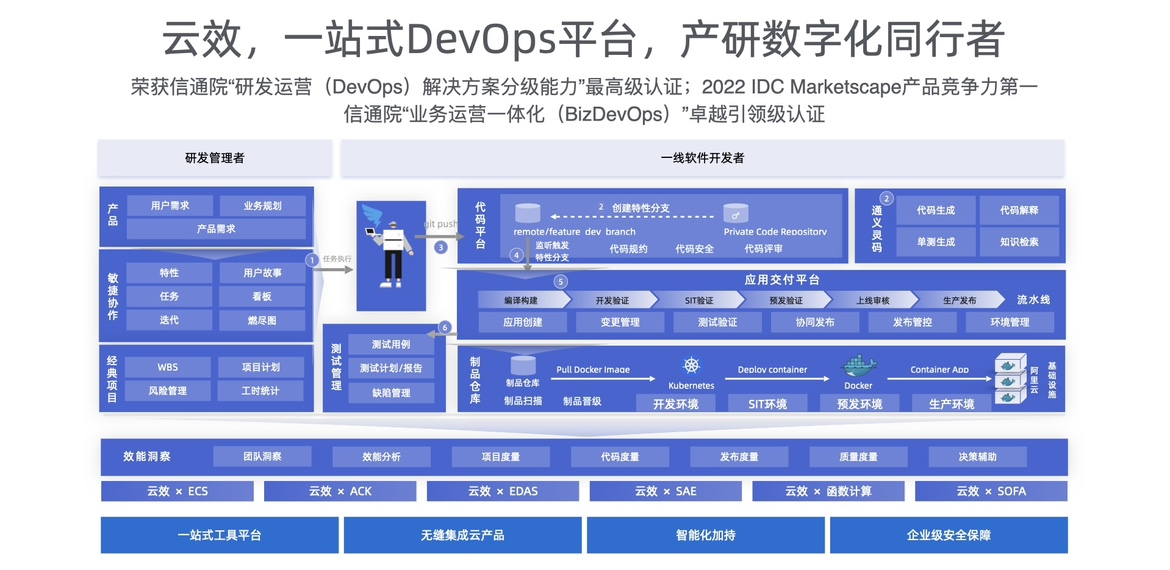 云效，一站式DevOps平台，产研数字化同行者
荣获信通院“研发运营（DevOps）解决方案分级能力”最高级认证；2022 IDC Marketscape产品竞争力第一
信通院“业务运营一体化（BizDevOps）”卓越引领级认证
研发管理者
一线软件开发者
产品
用户需求
业务规划
产品需求
敏捷协作
特性
用户故事
任务
看板
迭代
燃尽图
经典项目
WBS
项目计划
风险管理
工时统计
1
任务执行
git push
3
代码平台
2 创建特性分支
remote/feature_dev_branch
Private Code Repository
4
监听触发
特性分支
代码规约
代码安全
代码评审
2
通义灵码
代码生成
代码解释
单测生成
知识检索
5
应用交付平台
编译构建
开发验证
SIT验证
预发验证
上线审核
生产发布
流水线
应用创建
变更管理
测试验证
协同发布
发布管控
环境管理
6
测试管理
测试用例
测试计划/报告
缺陷管理
制品仓库
制品仓库
制品扫描
制品晋级
Pull Docker Image
Kubernetes
Deploy container
Docker
Container App
阿里云
基础设施
开发环境
SIT环境
预发环境
生产环境
效能洞察
团队洞察
效能分析
项目度量
代码度量
发布度量
质量度量
决策辅助
云效 × ECS
云效 × ACK
云效 × EDAS
云效 × SAE
云效 × 函数计算
云效 × SOFA
一站式工具平台
无缝集成云产品
智能化加持
企业级安全保障